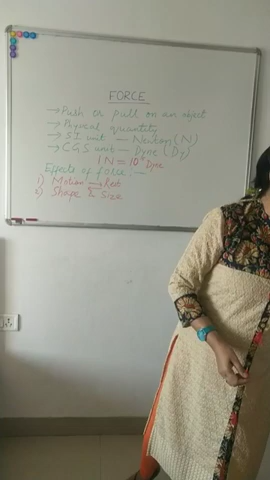 FORCE
→ Push or pull on an object
→ Physical quantity
→ S.I unit – Newton (N)
→ CGS unit – Dyne (Dy)
1 N = 10⁵ Dyne
Effects of force :-
1) Motion ⇌ Rest
2) Shape & Size